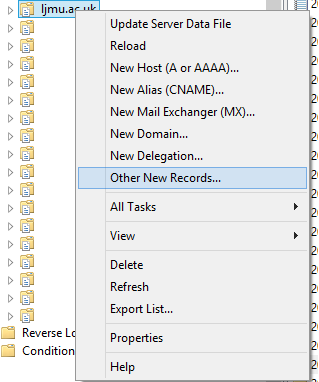 ljmu.ac.uk
Update Server Data File
Reload
New Host (A or AAAA)...
New Alias (CNAME)...
New Mail Exchanger (MX)...
New Domain...
New Delegation...
Other New Records...
All Tasks
View
Delete
Refresh
Export List...
Reverse Lo
Properties
Condition
Help